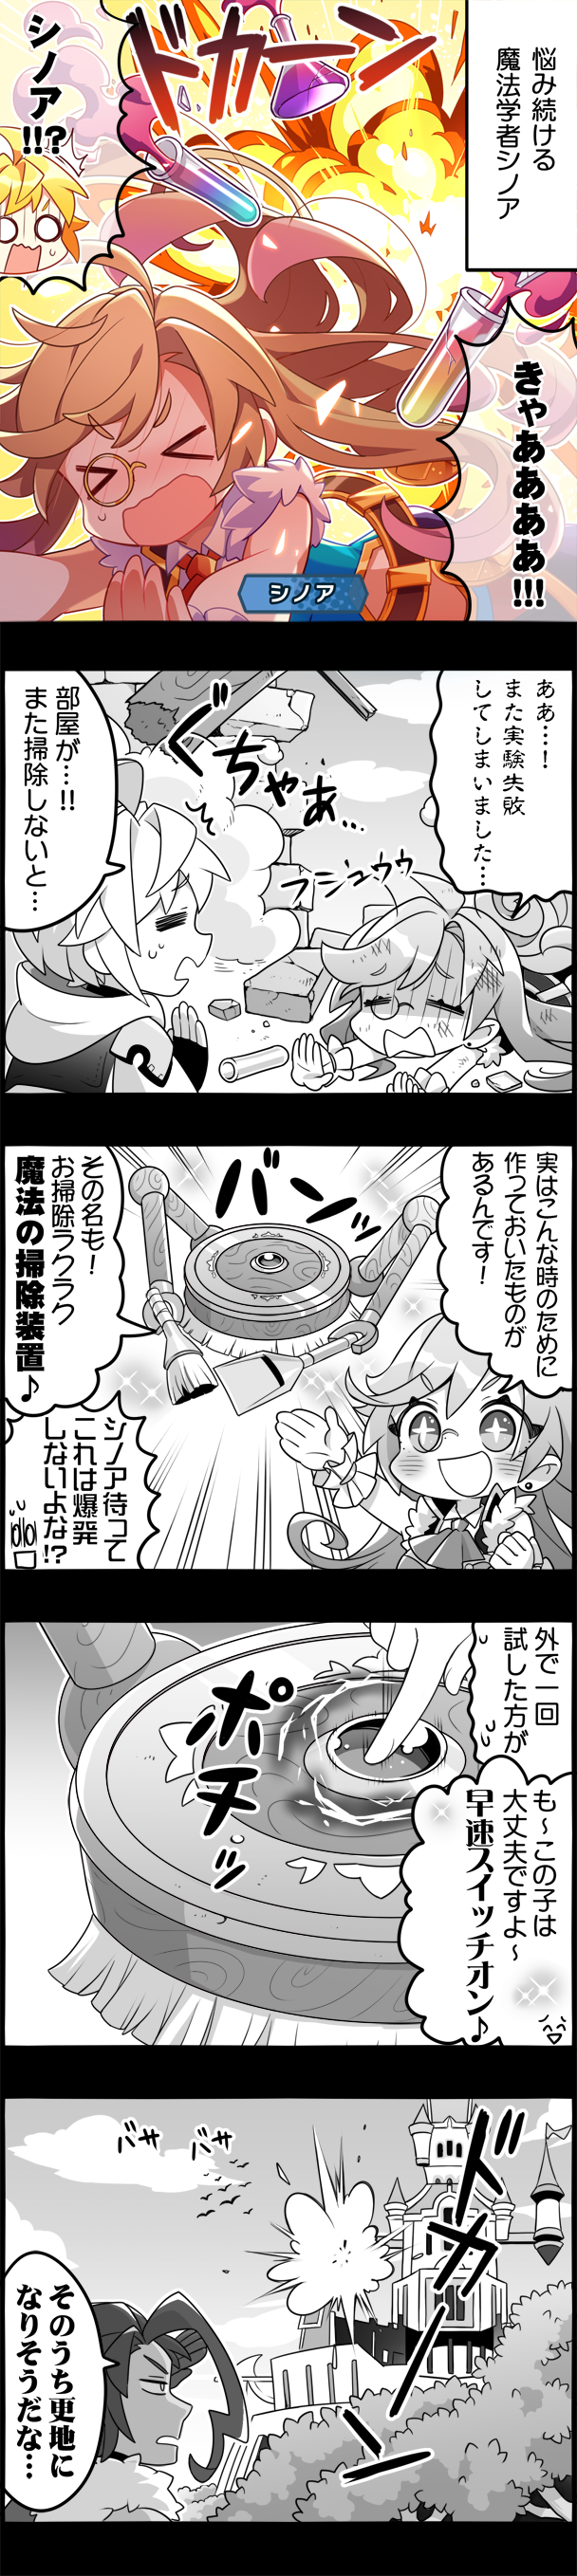 悩み続ける
魔法学者シノア
ドカーン
シノア!!?
きゃああああ!!!
シノア
ああ…!
また実験失敗
してしまいました…
ぐちゃあ…
フシュウゥ
部屋が…!!
また掃除しないと…
実はこんな時のために
作っておいたものが
あるんです!
バンッ
その名も!
お掃除ラクラク
魔法の掃除装置♪
シノア待って
これは爆発
しないよな!?
外で一回
試した方が
も～この子は
大丈夫ですよ～
早速スイッチオン♪
ポチッ
ドカーン
バサ
バサ
そのうち更地に
なりそうだな…